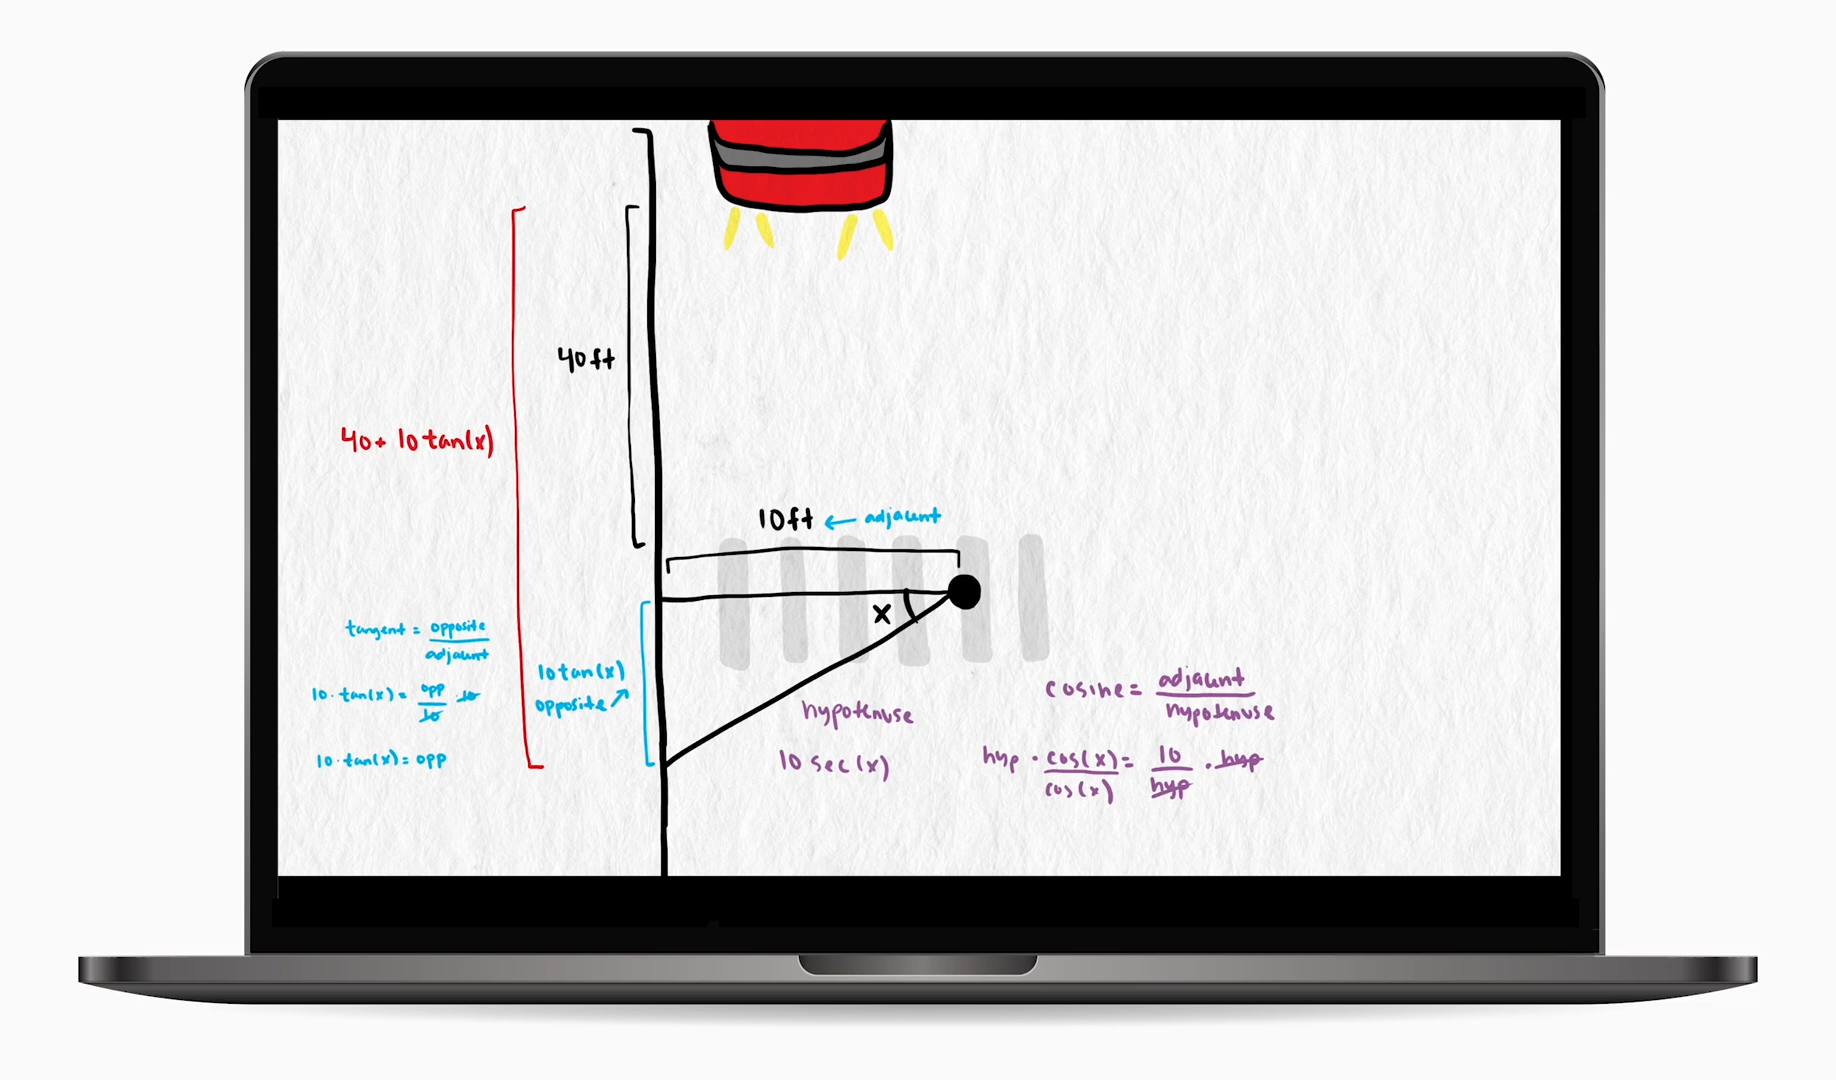 40ft
40+ 10tan(x)
10ft ← adjacent
x
tangent = opposite
adjacent
10·tan(x) = opp · 10
10
10·tan(x) = opp
10tan(x)
opposite
hypotenuse
10 sec(x)
cosine = adjacent
hypotenuse
hyp · cos(x) = 10 · hyp
cos(x) hyp